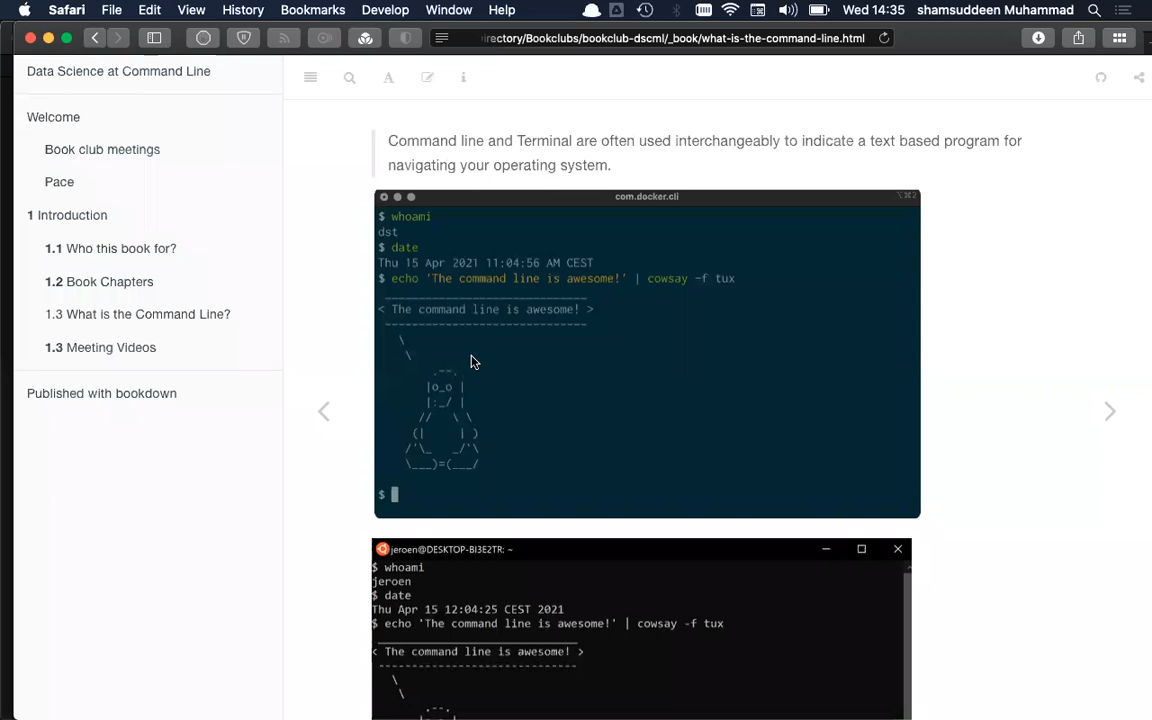 Safari File Edit View History Bookmarks Develop Window Help Wed 14:35 shamsuddeen Muhammad
irectory/Bookclubs/bookclub-dscml/_book/what-is-the-command-line.html
Data Science at Command Line
Welcome
Book club meetings
Pace
1 Introduction
1.1 Who this book for?
1.2 Book Chapters
1.3 What is the Command Line?
1.3 Meeting Videos
Published with bookdown
Command line and Terminal are often used interchangeably to indicate a text based program for
navigating your operating system.
com.docker.cli ⌥⌘2
$ whoami
dst
$ date
Thu 15 Apr 2021 11:04:56 AM CEST
$ echo 'The command line is awesome!' | cowsay -f tux
< The command line is awesome! >
$
jeroen@DESKTOP-BI3E2TR: ~
$ whoami
jeroen
$ date
Thu Apr 15 12:04:25 CEST 2021
$ echo 'The command line is awesome!' | cowsay -f tux
< The command line is awesome! >